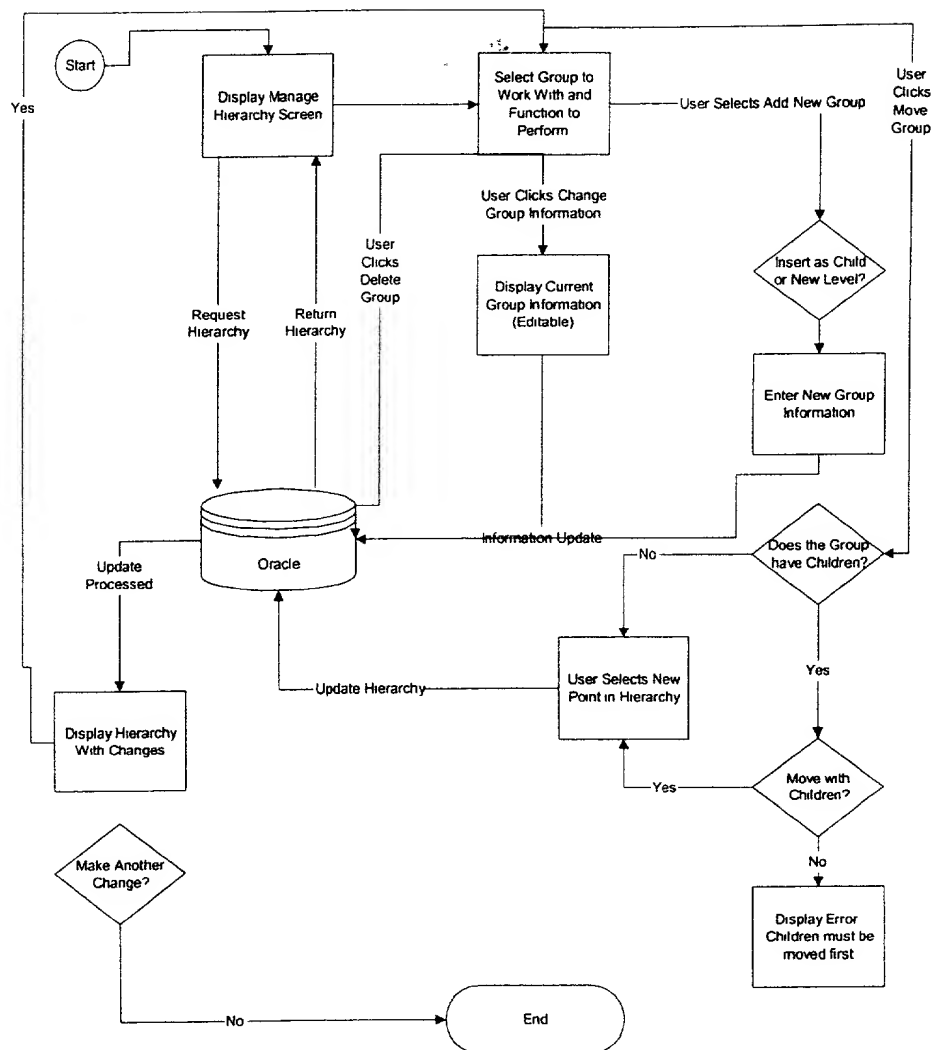 Start
Yes
Display Manage
Hierarchy Screen
Select Group to
Work With and
Function to
Perform
User Selects Add New Group
User
Clicks
Move
Group
User Clicks Change
Group Information
User
Clicks
Delete
Group
Insert as Child
or New Level?
Display Current
Group Information
(Editable)
Request
Hierarchy
Return
Hierarchy
Enter New Group
Information
Oracle
Information Update
Does the Group
have Children?
No
Update
Processed
Yes
User Selects New
Point in Hierarchy
Update Hierarchy
Display Hierarchy
With Changes
Move with
Children?
Yes
No
Make Another
Change?
Display Error
Children must be
moved first
No
End